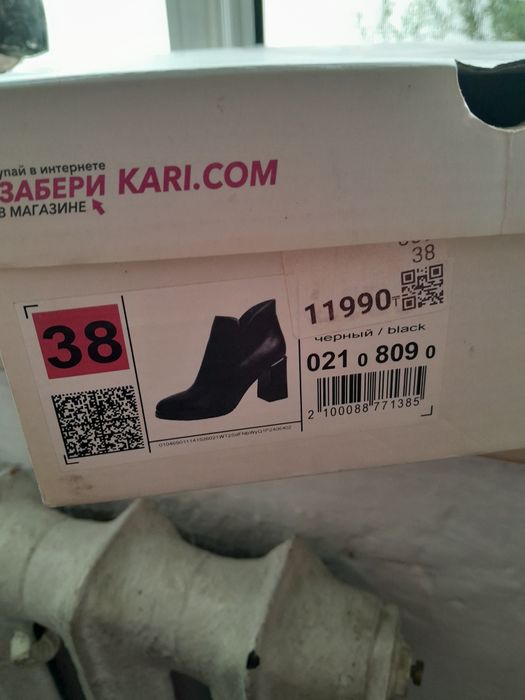 упай в интернете
ЗАБЕРИ KARI.COM
В МАГАЗИНЕ
38
38
11990₸
черный / black
021 0 809 0
2 100088 771385